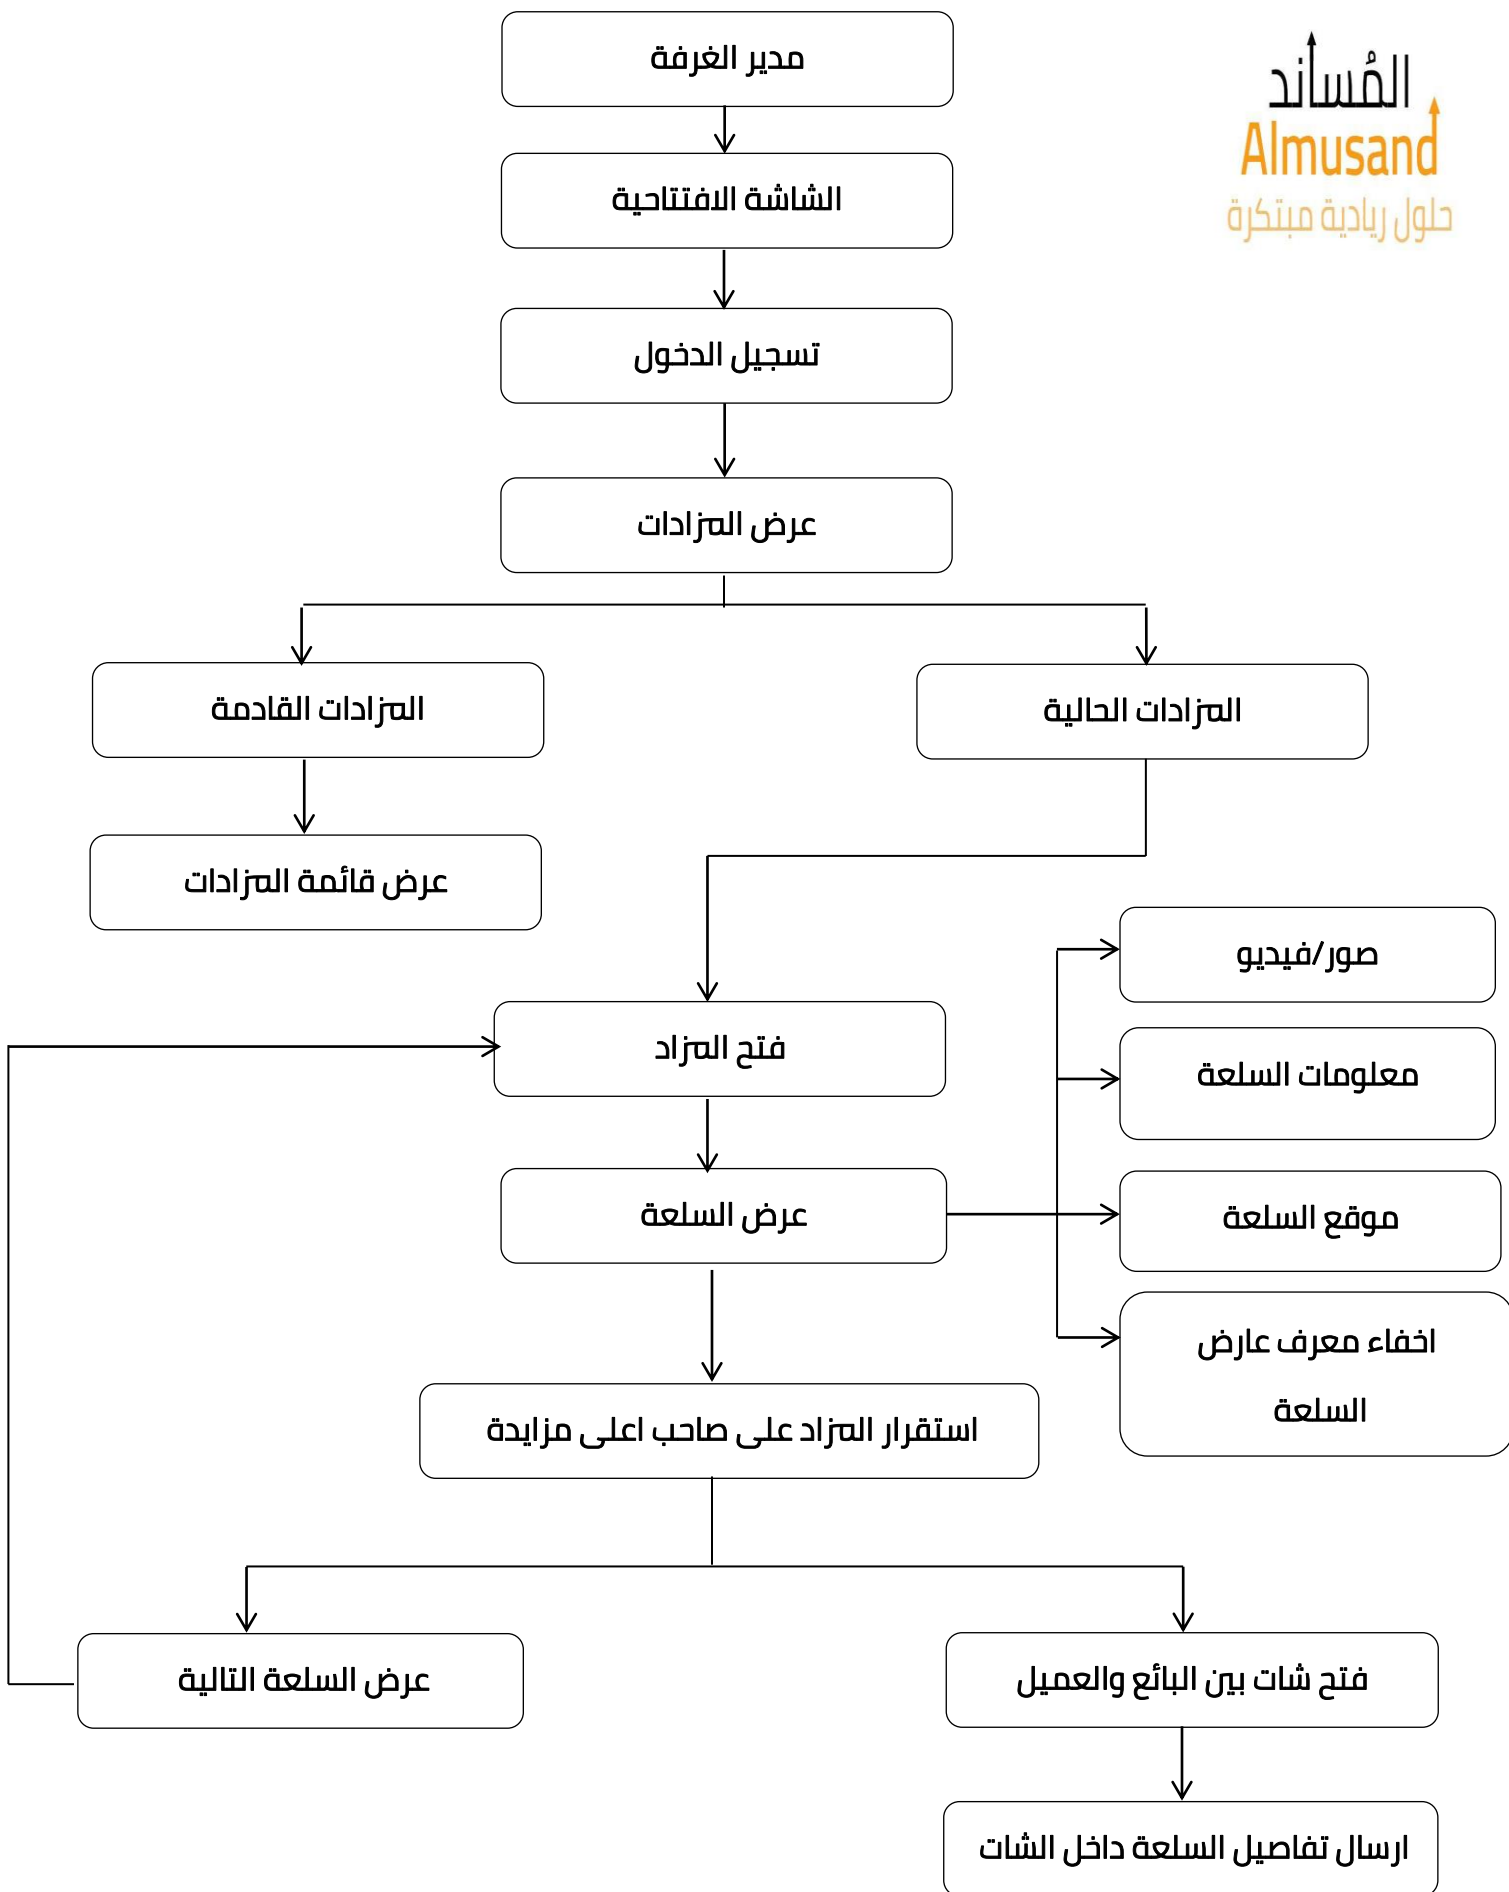 مدير الغرفة
المُساند
Almusand
حلول ريادية مبتكرة
الشاشة الافتتاحية
تسجيل الدخول
عرض المزادات
المزادات الحالية
المزادات القادمة
عرض قائمة المزادات
صور/فيديو
فتح المزاد
معلومات السلعة
عرض السلعة
موقع السلعة
اخفاء معرف عارض
السلعة
استقرار المزاد على صاحب اعلى مزايدة
فتح شات بين البائع والعميل
عرض السلعة التالية
ارسال تفاصيل السلعة داخل الشات